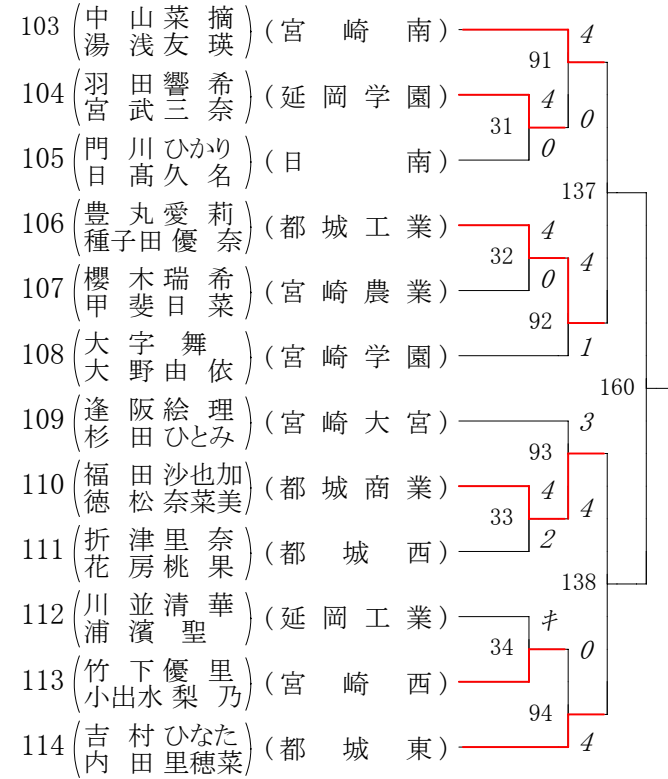 103 中山菜摘 湯浅友瑛 (宮崎南)
4
91
104 羽田響希 宮武三奈 (延岡学園)
4
0
31
0
105 門川ひかり 日髙久名 (日南)
137
106 豊丸愛莉 種子田優奈 (都城工業)
4
32
4
0
107 櫻木瑞希 甲斐日菜 (宮崎農業)
92
1
108 大字舞 大野由依 (宮崎学園)
160
109 逢阪絵理 杉田ひとみ (宮崎大宮)
3
93
110 福田沙也加 徳松奈菜美 (都城商業)
4
4
33
2
111 折津里奈 花房桃果 (都城西)
138
112 川並清華 浦濱聖 (延岡工業)
キ
34
0
113 竹下優里 小出水梨乃 (宮崎西)
94
4
114 吉村ひなた 内田里穂菜 (都城東)